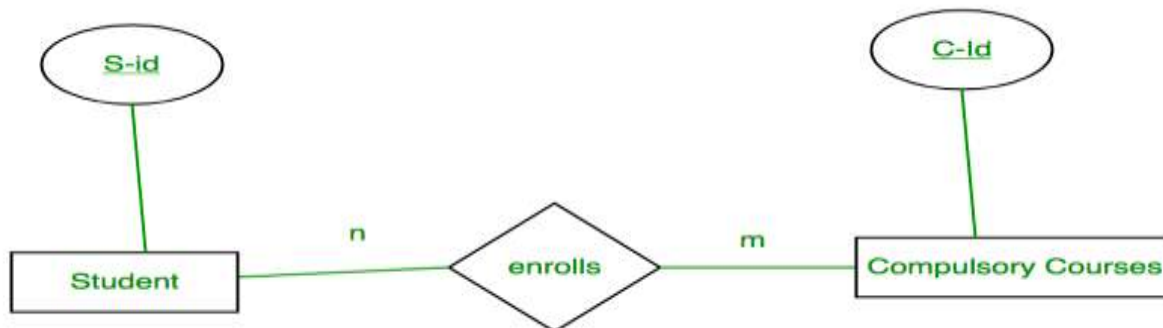 S-id
C-Id
n
m
Student
enrolls
Compulsory Courses